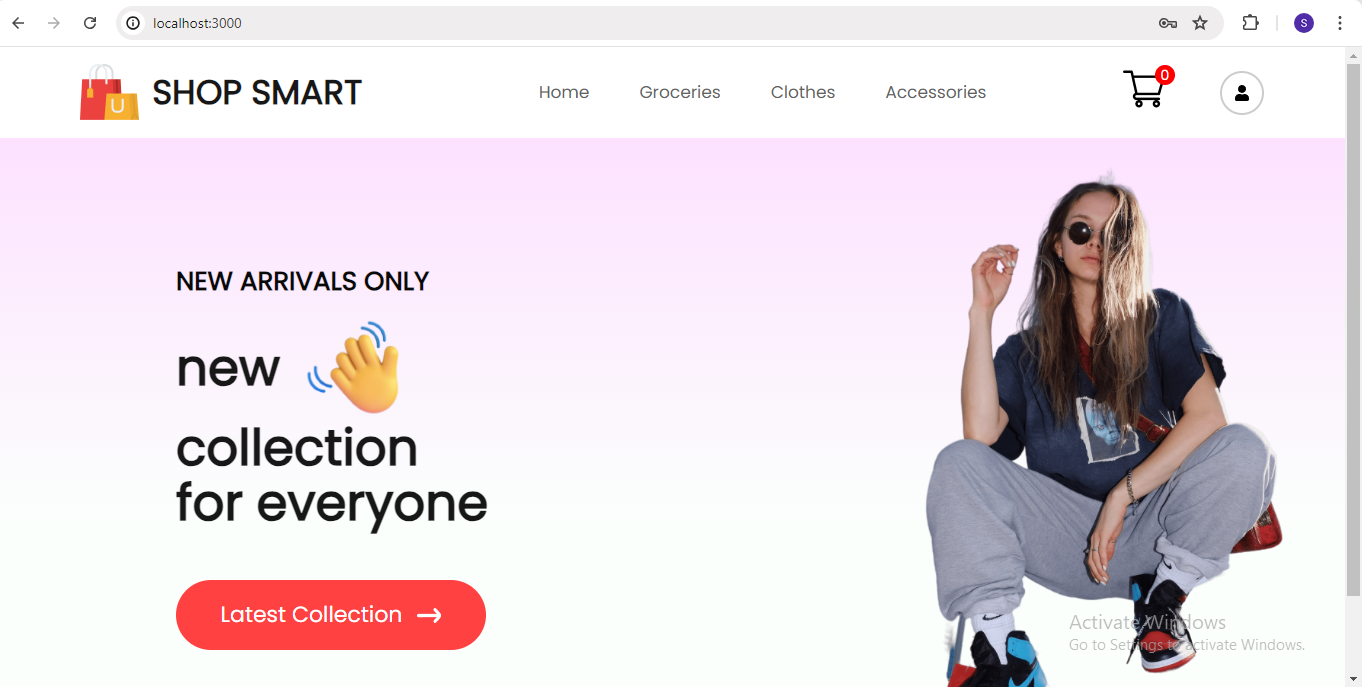 localhost:3000
S
U
SHOP SMART
Home
Groceries
Clothes
Accessories
0
NEW ARRIVALS ONLY
new
collection
for everyone
Latest Collection
Activate Windows
Go to Settings to activate Windows.